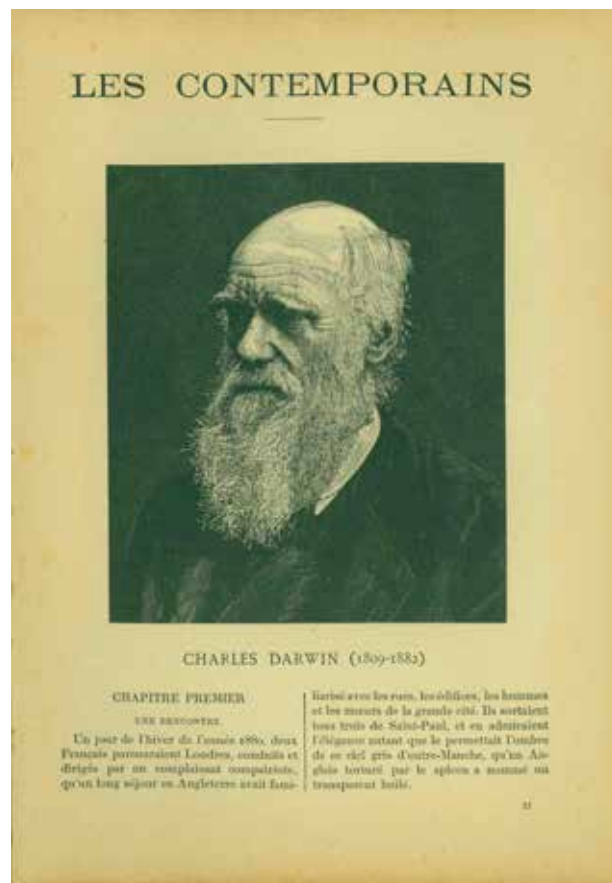 LES CONTEMPORAINS
CHARLES DARWIN (1809-1882)
CHAPITRE PREMIER
UNE RENCONTRE
Un jour de l'hiver de l'année 1880, deux
Français parcouraient Londres, conduits et
dirigés par un complaisant compatriote,
qu'un long séjour en Angleterre avait fami-
liarisé avec les rues, les édifices, les hommes
et les mœurs de la grande cité. Ils sortaient
tous trois de Saint-Paul, et en admiraient
l'élégance autant que le permettait l'ombre
de ce ciel gris d'outre-Manche, qu'un An-
glais torturé par le spleen a nommé un
transparent huilé.